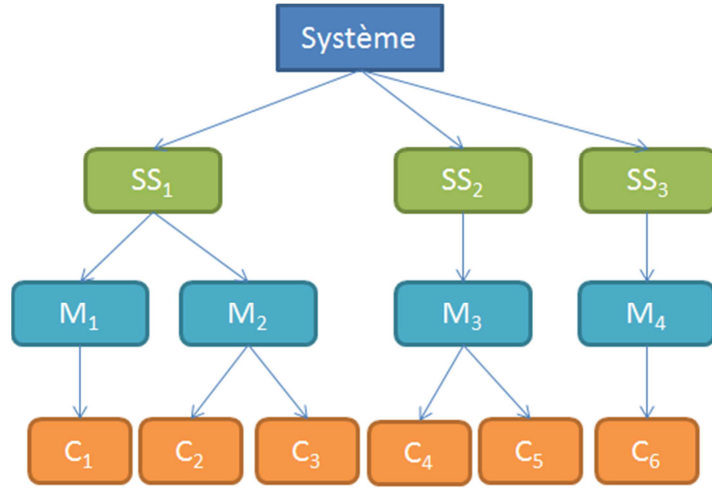 Système
SS₁ SS₂ SS₃
M₁ M₂ M₃ M₄
C₁ C₂ C₃ C₄ C₅ C₆